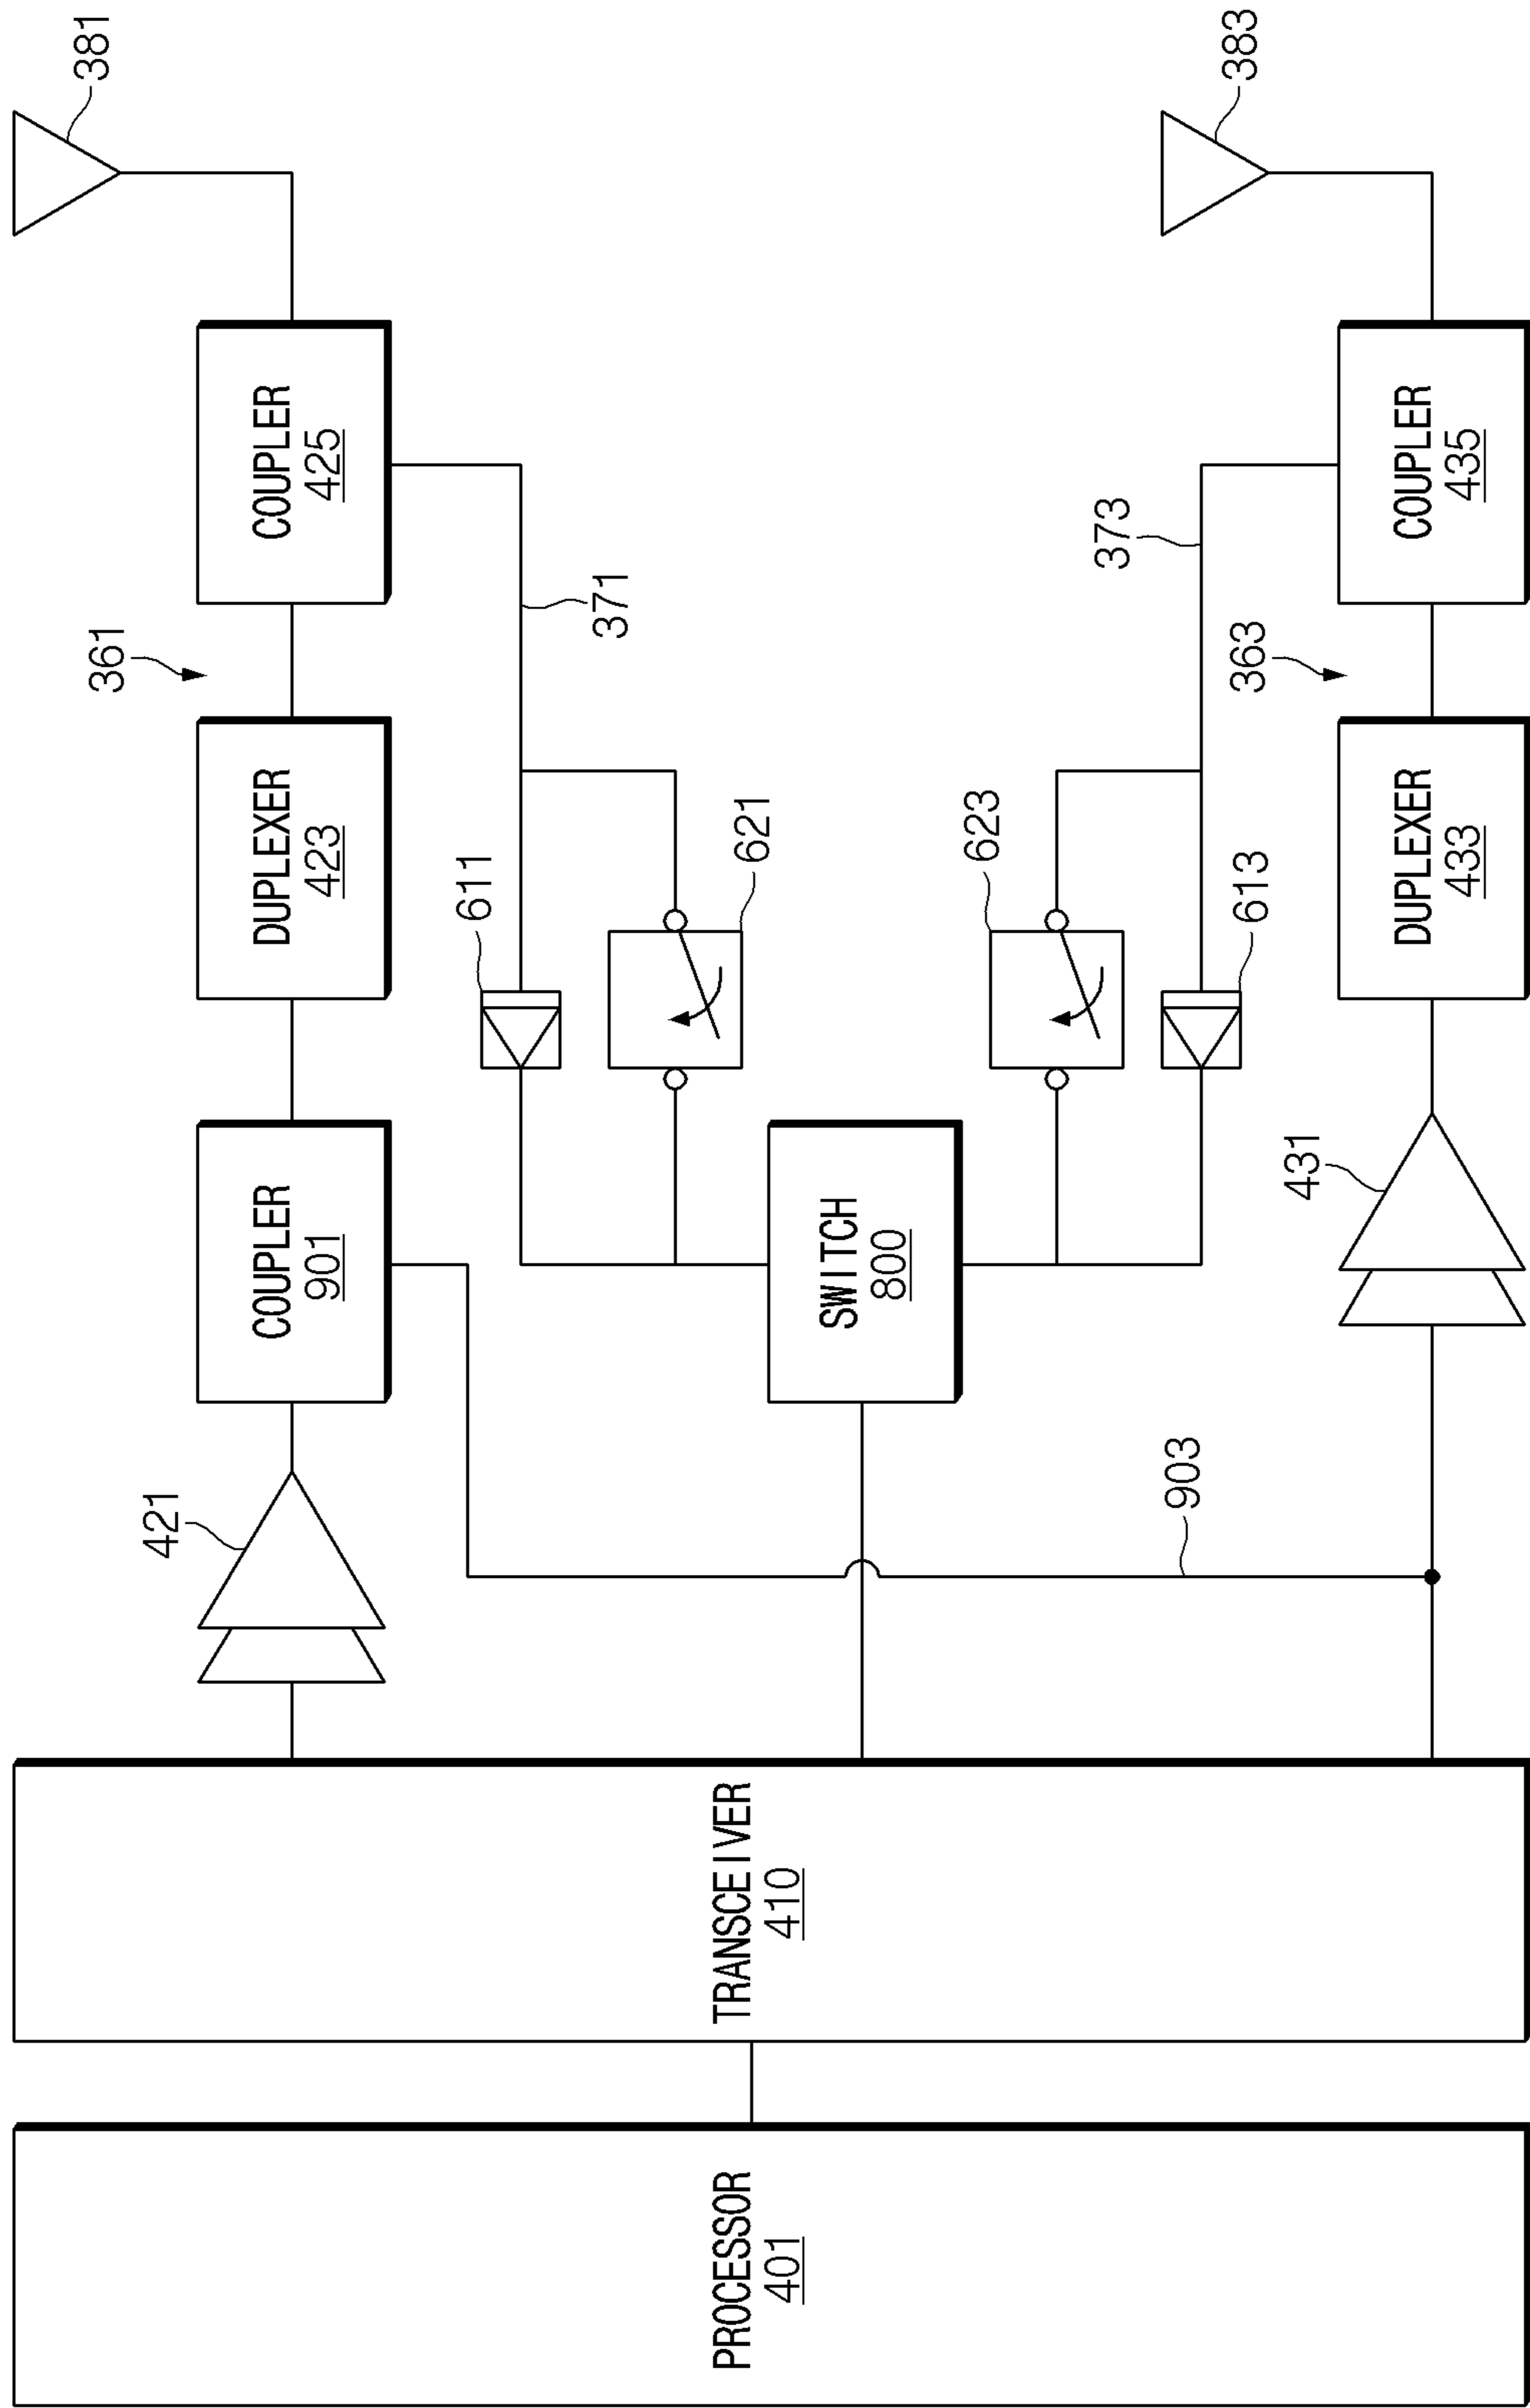 PROCESSOR
401
TRANSCEIVER
410
421
COUPLER
901
DUPLEXER
423
361
COUPLER
425
381
371
611
621
SWITCH
800
623
613
373
903
431
DUPLEXER
433
363
COUPLER
435
383